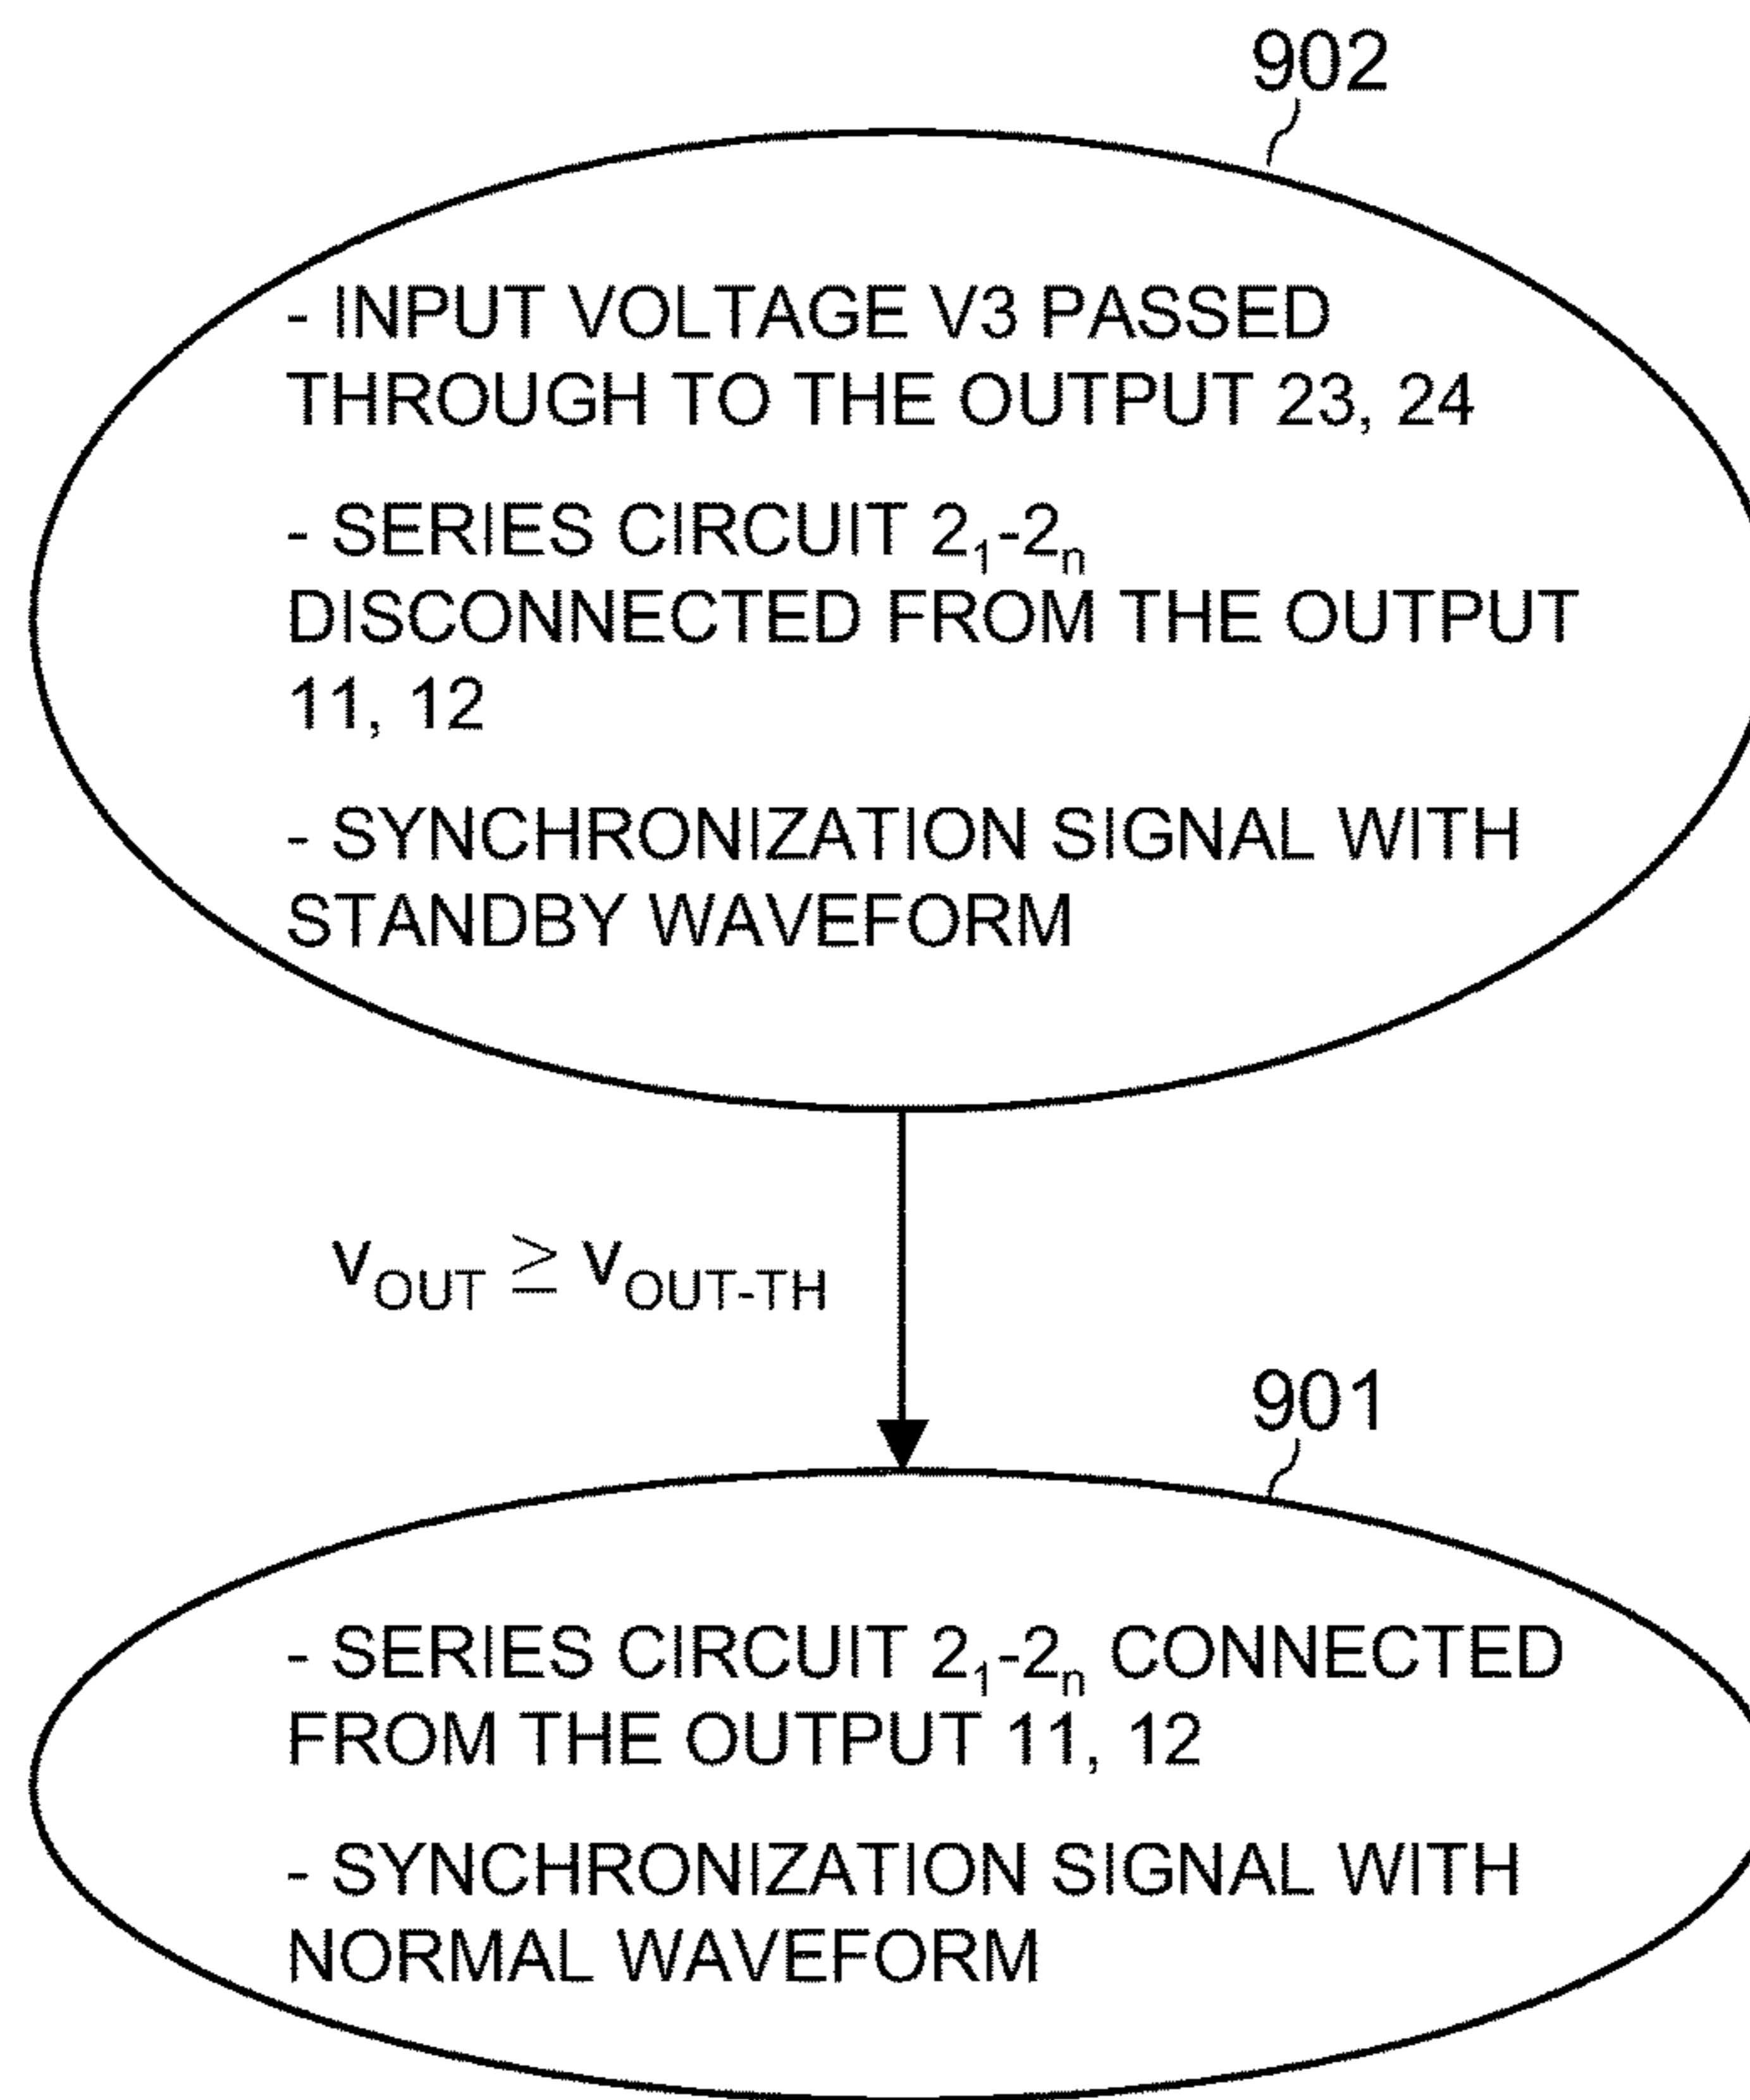 902
- INPUT VOLTAGE V3 PASSED
THROUGH TO THE OUTPUT 23, 24
- SERIES CIRCUIT 2₁-2ₙ
DISCONNECTED FROM THE OUTPUT
11, 12
- SYNCHRONIZATION SIGNAL WITH
STANDBY WAVEFORM
v_OUT ≥ v_OUT-TH
901
- SERIES CIRCUIT 2₁-2ₙ CONNECTED
FROM THE OUTPUT 11, 12
- SYNCHRONIZATION SIGNAL WITH
NORMAL WAVEFORM